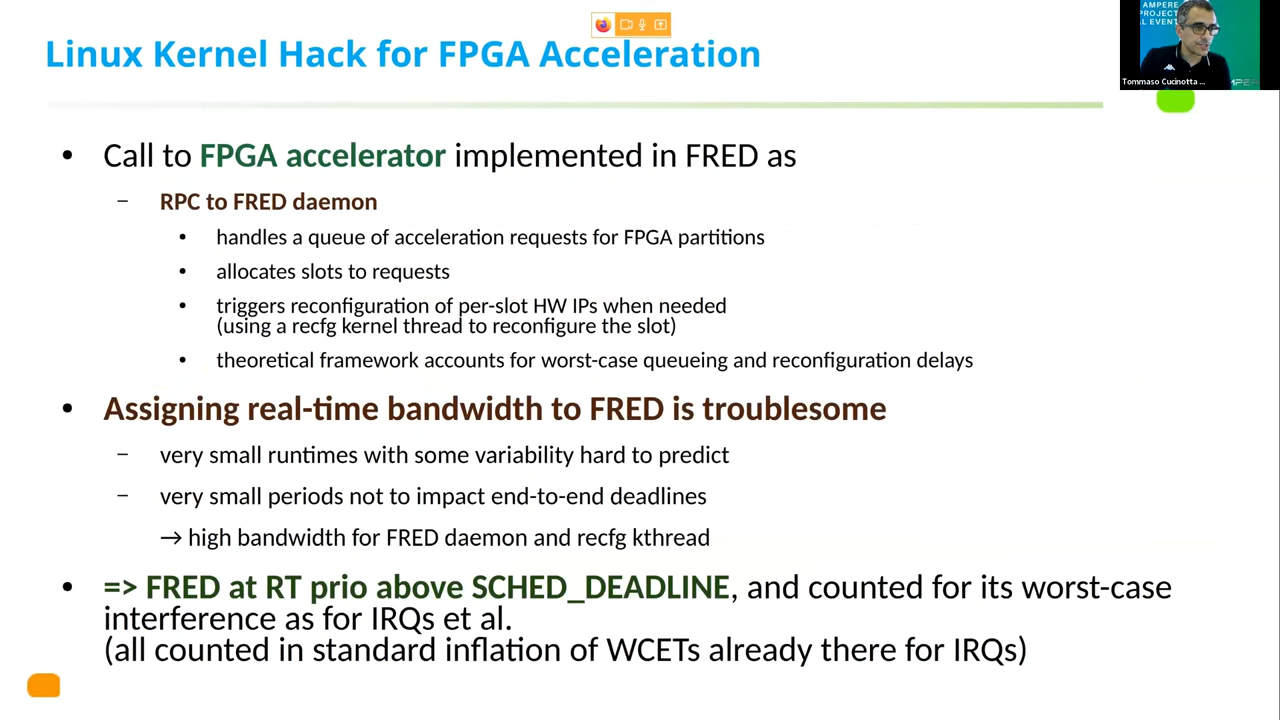 Linux Kernel Hack for FPGA Acceleration
AMPERE
PROJECT
L EVENT
Tommaso Cucinotta ...
• Call to FPGA accelerator implemented in FRED as
– RPC to FRED daemon
• handles a queue of acceleration requests for FPGA partitions
• allocates slots to requests
• triggers reconfiguration of per-slot HW IPs when needed
(using a recfg kernel thread to reconfigure the slot)
• theoretical framework accounts for worst-case queueing and reconfiguration delays
• Assigning real-time bandwidth to FRED is troublesome
– very small runtimes with some variability hard to predict
– very small periods not to impact end-to-end deadlines
→ high bandwidth for FRED daemon and recfg kthread
• => FRED at RT prio above SCHED_DEADLINE, and counted for its worst-case
interference as for IRQs et al.
(all counted in standard inflation of WCETs already there for IRQs)